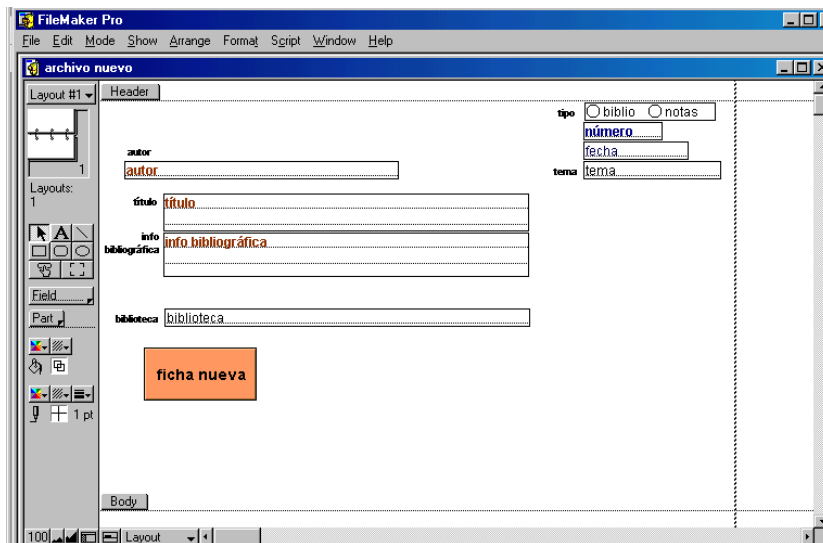 FileMaker Pro
File Edit Mode Show Arrange Format Script Window Help
archivo nuevo
Layout #1
Header
1
Layouts:
1
Field
Part
1 pt
tipo biblio notas
número
fecha
tema tema
autor
autor
título título
info
bibliográfica info bibliográfica
biblioteca biblioteca
ficha nueva
Body
100 Layout